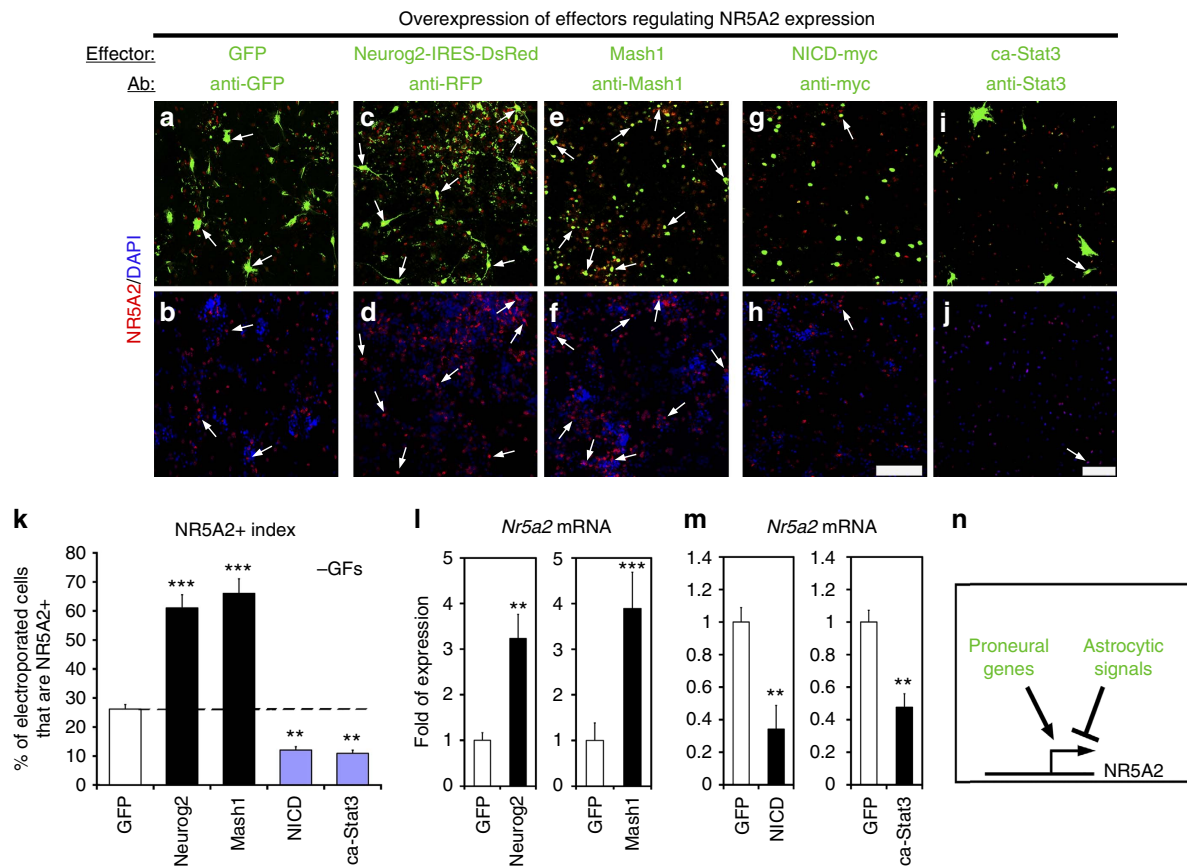 Overexpression of effectors regulating NR5A2 expression
Effector: GFP Neurog2-IRES-DsRed Mash1 NICD-myc ca-Stat3
Ab: anti-GFP anti-RFP anti-Mash1 anti-myc anti-Stat3
a c e g i
NR5A2/DAPI
b d f h j
k
NR5A2+ index
–GFs
% of electroporated cells
that are NR5A2+
80
70
60
50
40
30
20
10
0
*** *** ** **
GFP Neurog2 Mash1 NICD ca-Stat3
l
Nr5a2 mRNA
Fold of expression
5
4
3
2
1
0
**
GFP Neurog2
5
4
3
2
1
0
***
GFP Mash1
m
Nr5a2 mRNA
1.4
1.2
1
0.8
0.6
0.4
0.2
0
**
GFP NICD
1.4
1.2
1
0.8
0.6
0.4
0.2
0
**
GFP ca-Stat3
n
Proneural
genes
Astrocytic
signals
NR5A2